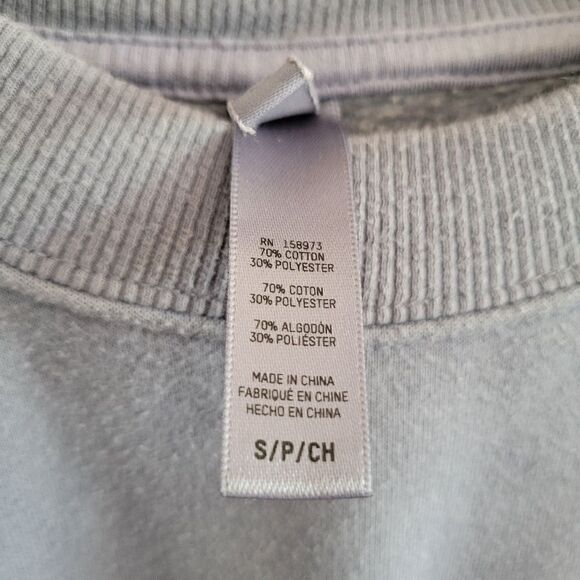 RN 158973
70% COTTON
30% POLYESTER
70% COTON
30% POLYESTER
70% ALGODÓN
30% POLIÉSTER
MADE IN CHINA
FABRIQUÉ EN CHINE
HECHO EN CHINA
S/P/CH